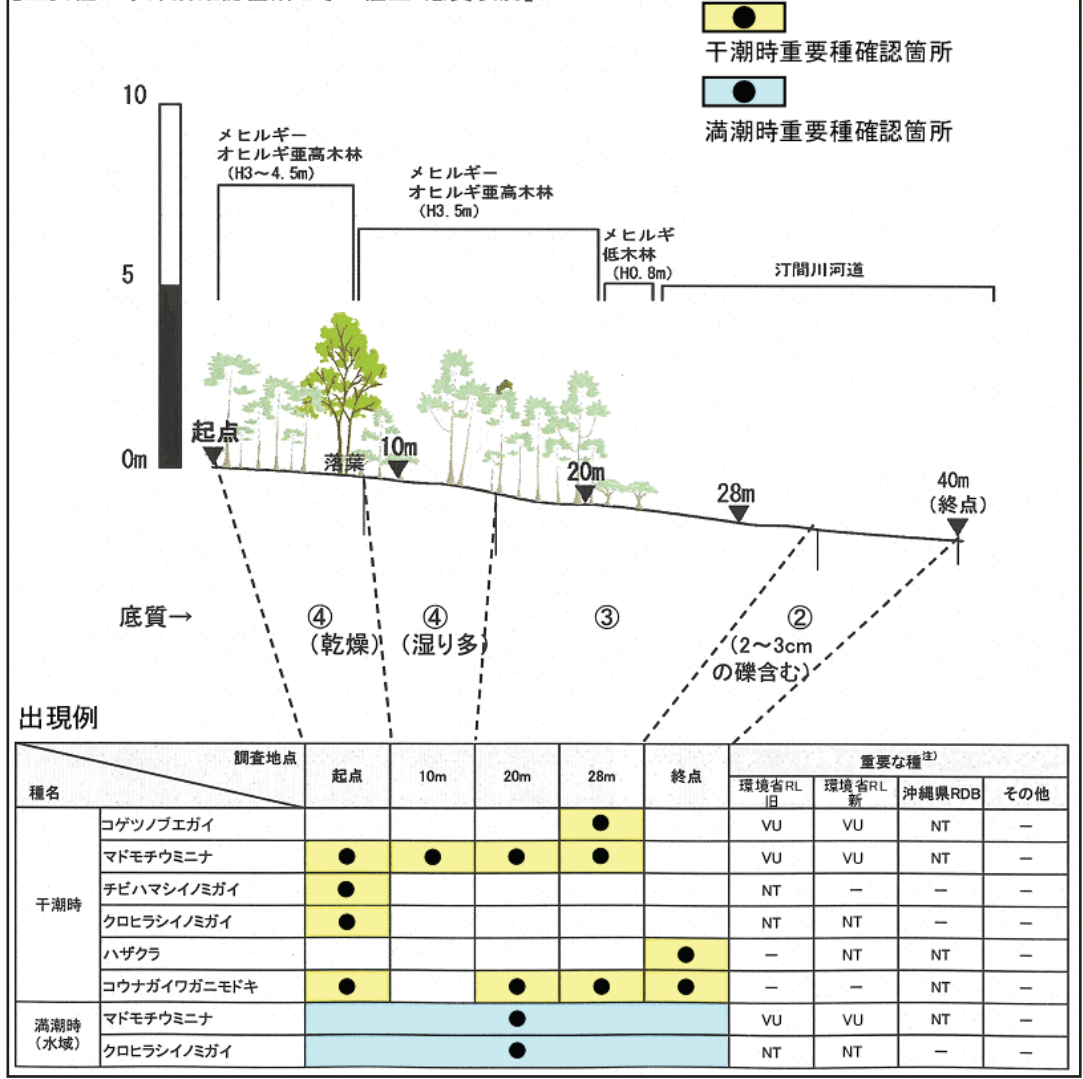 干潮時重要種確認箇所
満潮時重要種確認箇所
10
5
0m
メヒルギー
オヒルギ亜高木林
(H3～4.5m)
メヒルギー
オヒルギ亜高木林
(H3.5m)
メヒルギ
低木林
(H0.8m)
汀間川河道
起点
落葉
10m
20m
28m
40m
(終点)
底質→
④
(乾燥)
④
(湿り多)
③
②
(2～3cm
の礫含む)
出現例
調査地点
種名
起点 10m 20m 28m 終点
重要な種注)
環境省RL旧 環境省RL新 沖縄県RDB その他
干潮時
コゲツノブエガイ ● VU VU NT －
マドモチウミニナ ● ● ● ● VU VU NT －
チビハマシイノミガイ ● NT － － －
クロヒラシイノミガイ ● NT NT － －
ハザクラ ● － NT NT －
コウナガイワガニモドキ ● ● ● ● － － NT －
満潮時
(水域)
マドモチウミニナ ● VU VU NT －
クロヒラシイノミガイ ● NT NT － －